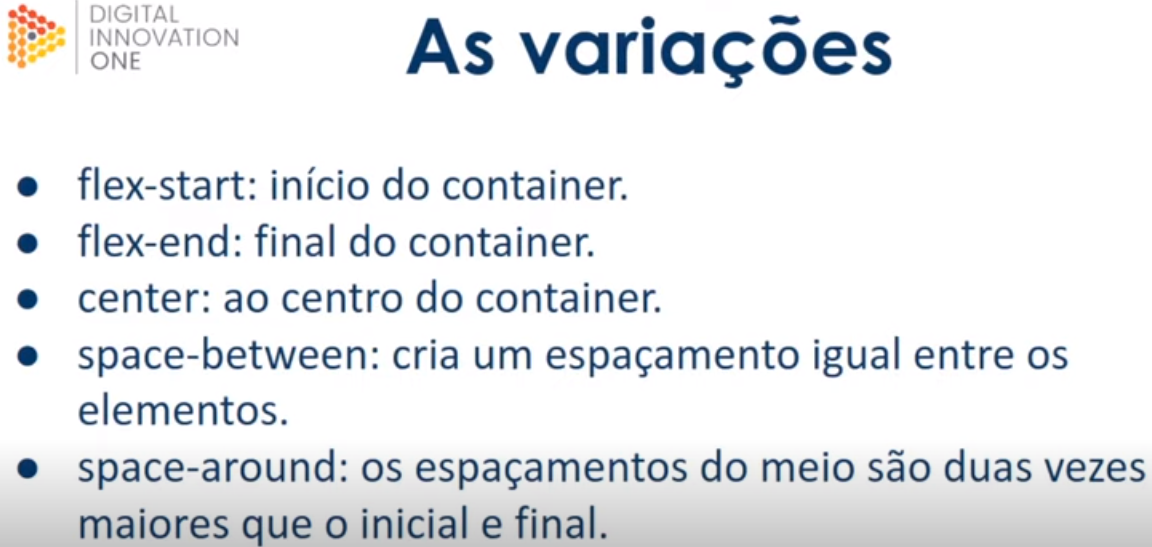 DIGITAL
INNOVATION
ONE
As variações
● flex-start: início do container.
● flex-end: final do container.
● center: ao centro do container.
● space-between: cria um espaçamento igual entre os
elementos.
● space-around: os espaçamentos do meio são duas vezes
maiores que o inicial e final.